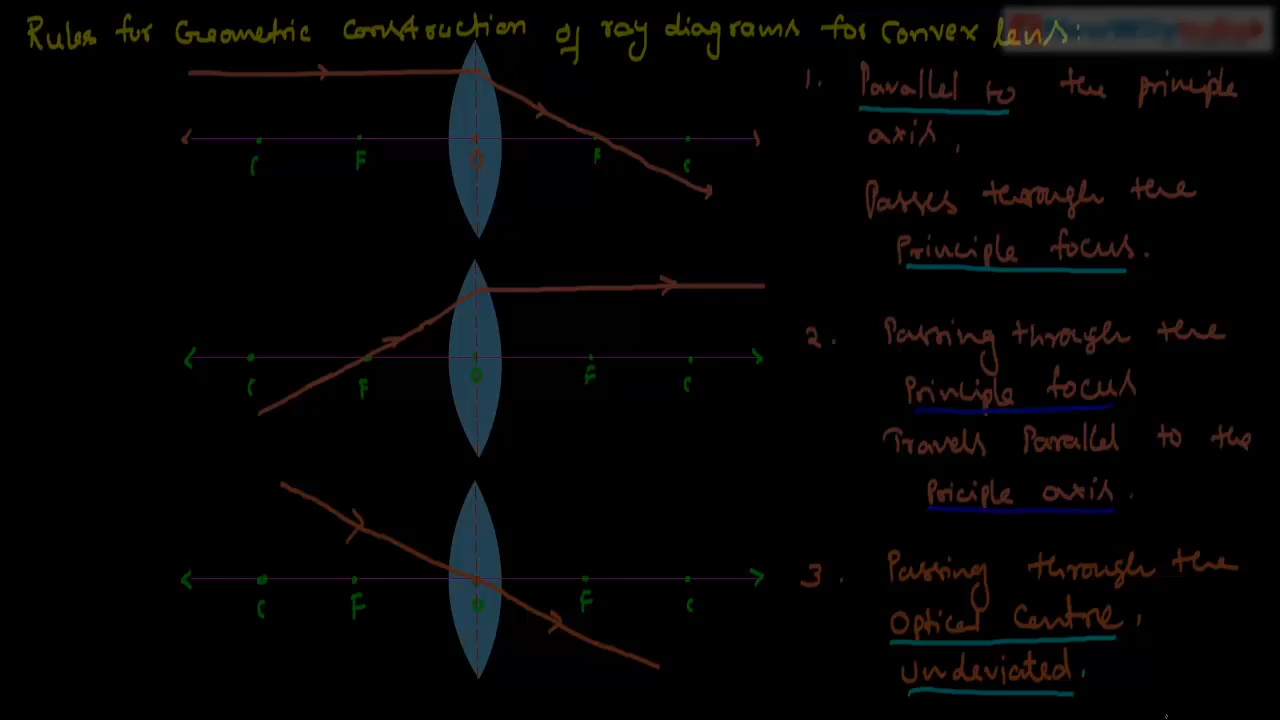 Rules for Geometric construction of ray diagrams for convex lens:
1. Parallel to the principle
axis,
Passes through the
Principle focus.
C F O F C
2. Passing through the
Principle focus
Travels Parallel to the
Priciple axis.
C F O F C
3. Passing through the
Optical Centre,
Undeviated.
C F O F C